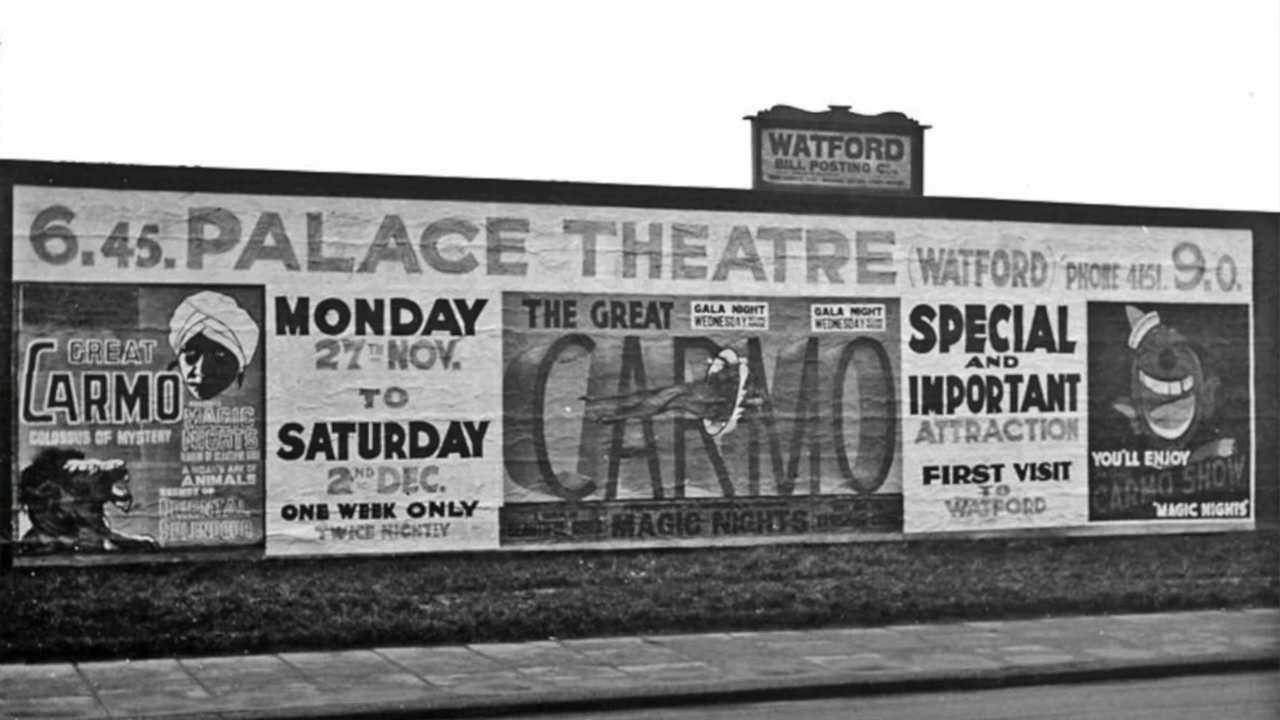 WATFORD
BILL POSTING Co.
6.45. PALACE THEATRE (WATFORD) 'PHONE 4151. 9.0.
GREAT
CARMO
COLOSSUS OF MYSTERY
MAGIC
NIGHTS
A NOAH'S ARK OF
ANIMALS
ORIENTAL
SPLENDOUR
MONDAY
27TH NOV.
TO
SATURDAY
2ND DEC.
ONE WEEK ONLY
TWICE NIGHTLY
THE GREAT
GALA NIGHT
WEDNESDAY
GALA NIGHT
WEDNESDAY
CARMO
MAGIC NIGHTS
SPECIAL
AND
IMPORTANT
ATTRACTION
FIRST VISIT
TO
WATFORD
YOU'LL ENJOY
CARMO SHOW
"MAGIC NIGHTS"